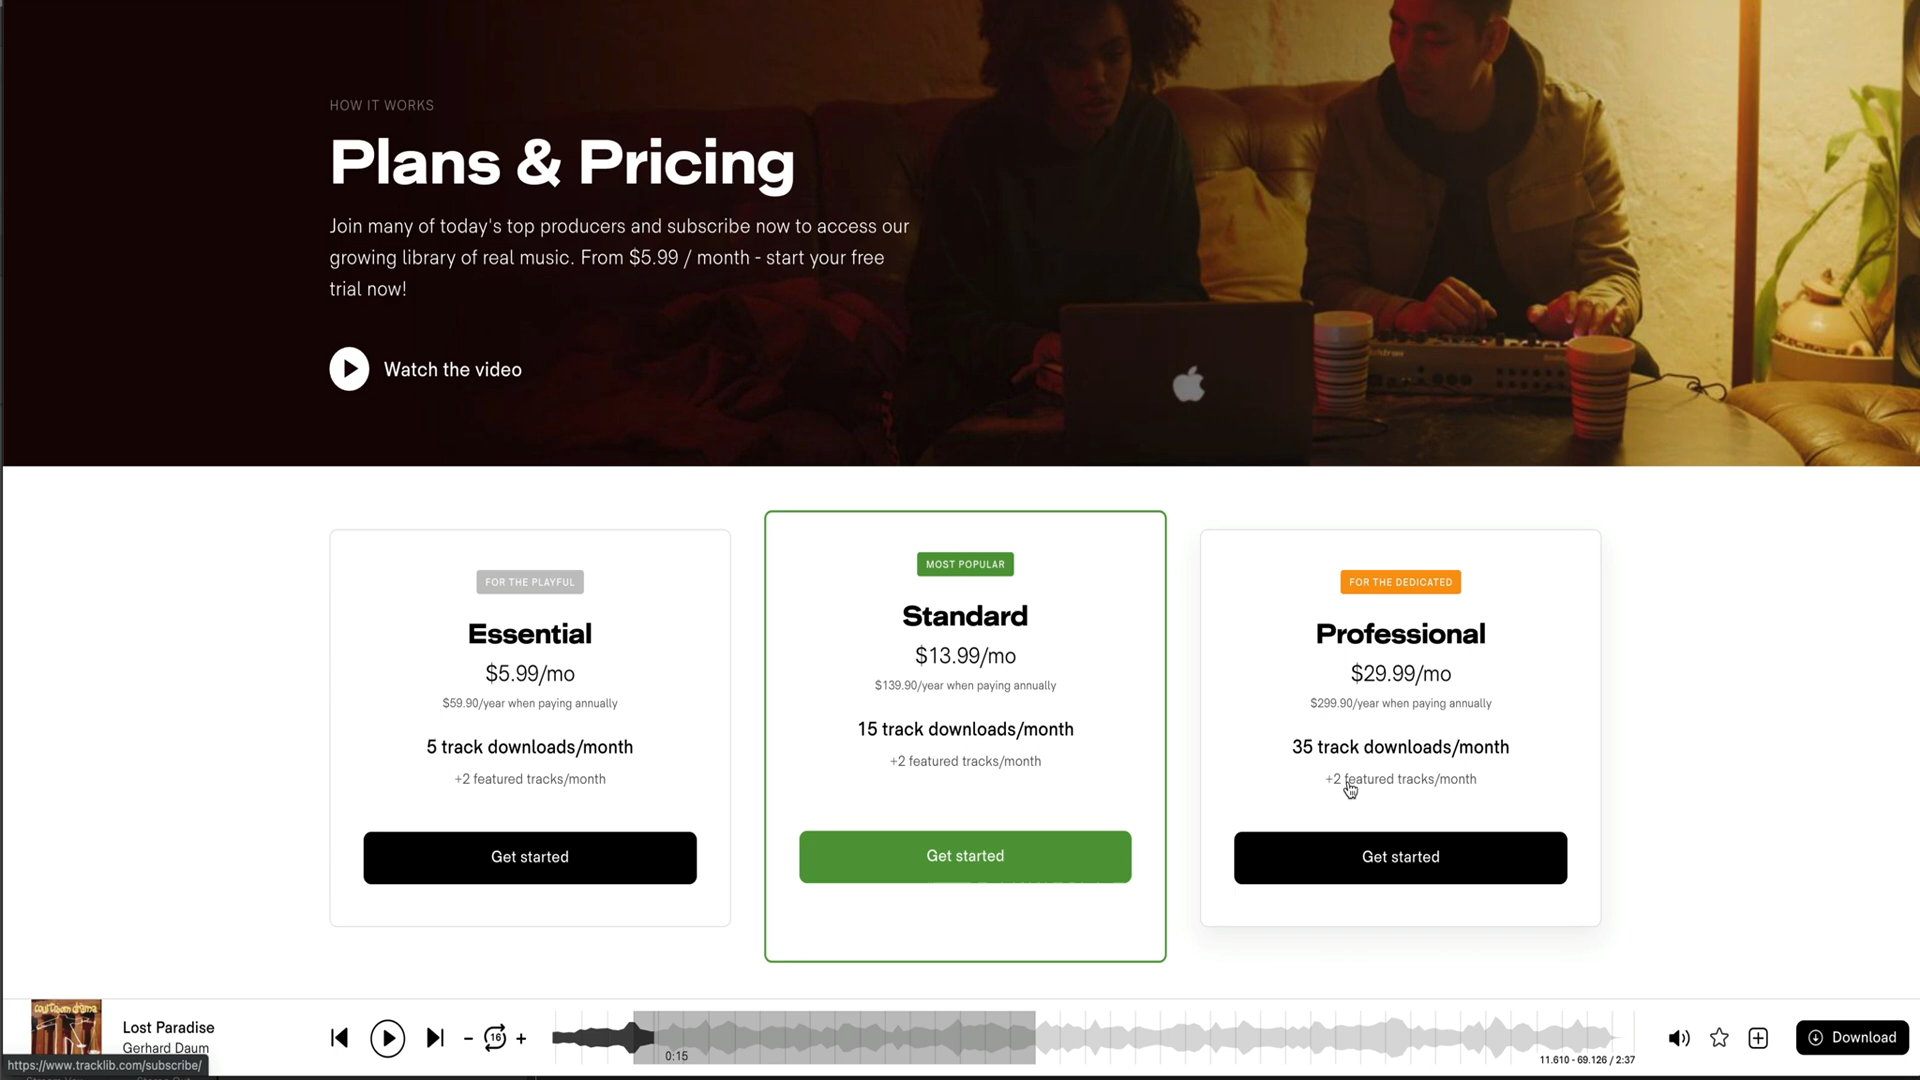 HOW IT WORKS
Plans & Pricing
Join many of today's top producers and subscribe now to access our
growing library of real music. From $5.99 / month - start your free
trial now!
Watch the video
FOR THE PLAYFUL
Essential
$5.99/mo
$59.90/year when paying annually
5 track downloads/month
+2 featured tracks/month
Get started
MOST POPULAR
Standard
$13.99/mo
$139.90/year when paying annually
15 track downloads/month
+2 featured tracks/month
Get started
FOR THE DEDICATED
Professional
$29.99/mo
$299.90/year when paying annually
35 track downloads/month
+2 featured tracks/month
Get started
courtroom drama
Lost Paradise
Gerhard Daum
- 16 +
0:15
11.610 - 69.126 / 2:37
Download
https://www.tracklib.com/subscribe/